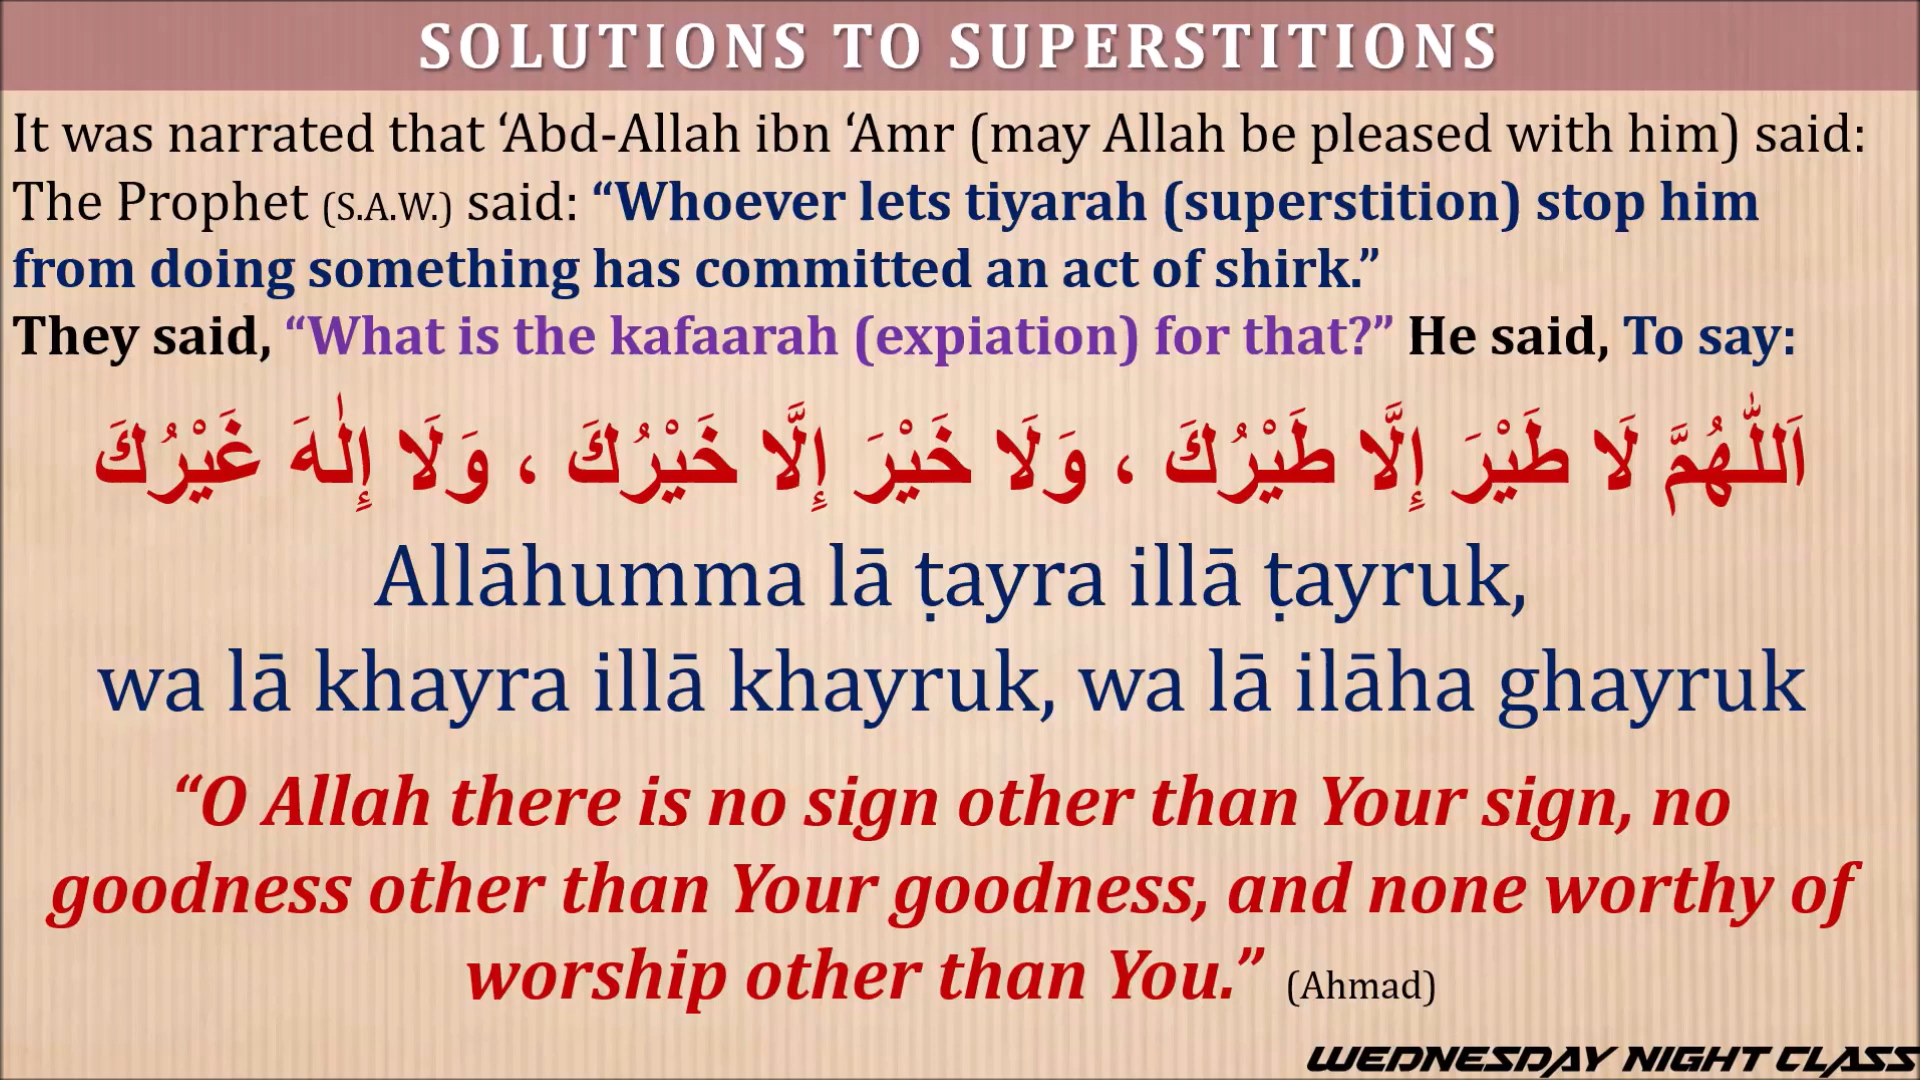 SOLUTIONS TO SUPERSTITIONS
It was narrated that ‘Abd-Allah ibn ‘Amr (may Allah be pleased with him) said:
The Prophet (S.A.W.) said: “Whoever lets tiyarah (superstition) stop him
from doing something has committed an act of shirk.”
They said, “What is the kafaarah (expiation) for that?” He said, To say:
اَللّٰهُمَّ لَا طَيْرَ إِلَّا طَيْرُكَ ، وَلَا خَيْرَ إِلَّا خَيْرُكَ ، وَلَا إِلٰهَ غَيْرُكَ
Allāhumma lā ṭayra illā ṭayruk,
wa lā khayra illā khayruk, wa lā ilāha ghayruk
“O Allah there is no sign other than Your sign, no
goodness other than Your goodness, and none worthy of
worship other than You.” (Ahmad)
WEDNESDAY NIGHT CLASS